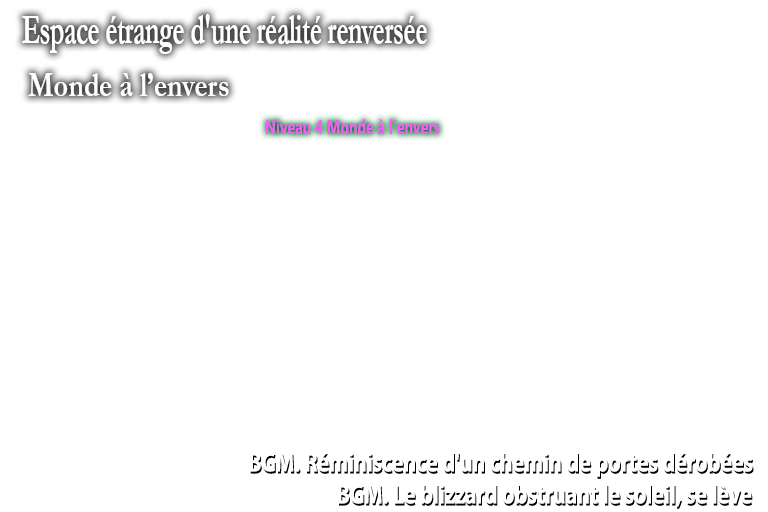 Espace étrange d'une réalité renversée
Monde à l’envers
Niveau 4 Monde à l'envers
BGM. Réminiscence d'un chemin de portes dérobées
BGM. Le blizzard obstruant le soleil, se lève